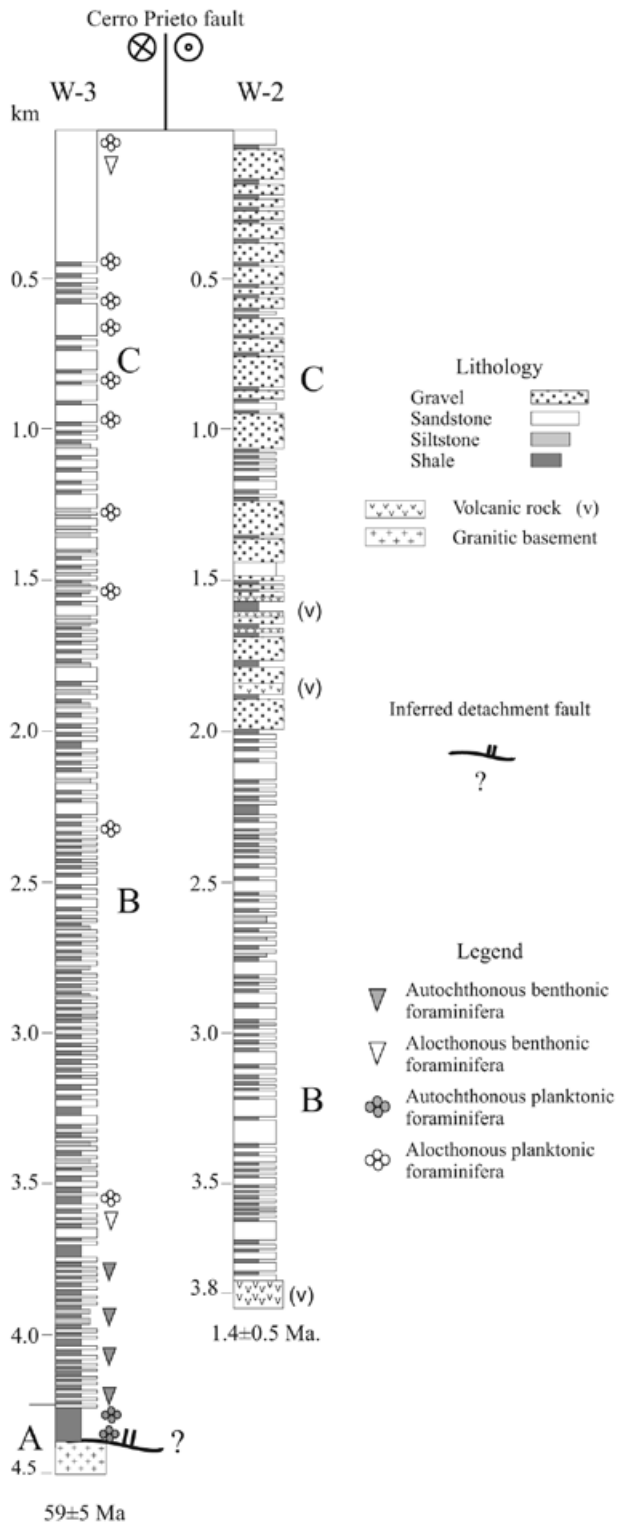 Cerro Prieto fault
W-3
W-2
km
0.5
C
1.0
1.5
2.0
2.5
B
3.0
3.5
4.0
A
4.5
?
59±5 Ma
0.5
C
1.0
1.5
(v)
(v)
2.0
2.5
3.0
B
3.5
3.8
(v)
1.4±0.5 Ma.
Lithology
Gravel
Sandstone
Siltstone
Shale
Volcanic rock (v)
Granitic basement
Inferred detachment fault
?
Legend
Autochthonous benthonic
foraminifera
Alocthonous benthonic
foraminifera
Autochthonous planktonic
foraminifera
Alocthonous planktonic
foraminifera